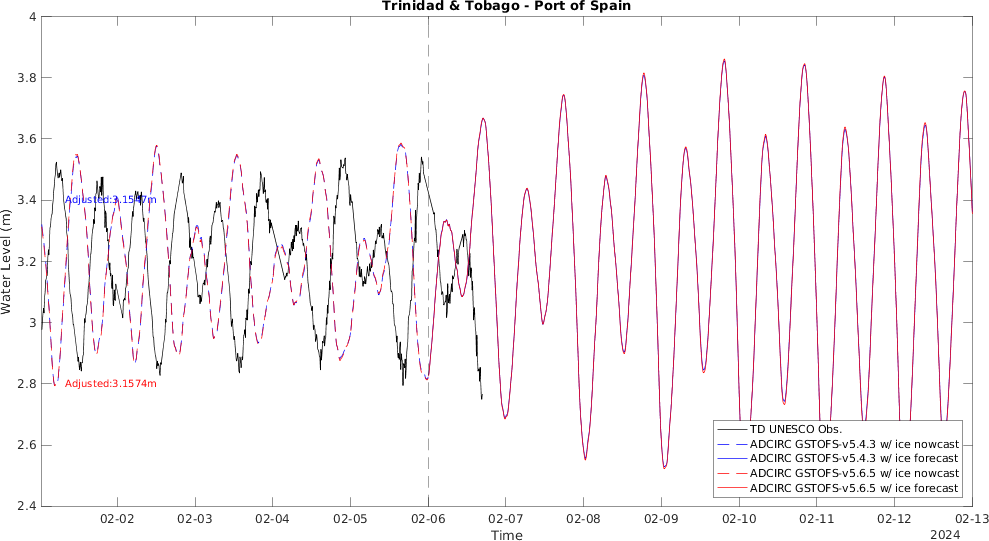 Trinidad & Tobago - Port of Spain
4
3.8
3.6
3.4
3.2
3
2.8
2.6
2.4
Water Level (m)
Adjusted:3.1547m
Adjusted:3.1574m
TD UNESCO Obs.
ADCIRC GSTOFS-v5.4.3 w/ ice nowcast
ADCIRC GSTOFS-v5.4.3 w/ ice forecast
ADCIRC GSTOFS-v5.6.5 w/ ice nowcast
ADCIRC GSTOFS-v5.6.5 w/ ice forecast
02-02 02-03 02-04 02-05 02-06 02-07 02-08 02-09 02-10 02-11 02-12 02-13
Time
2024